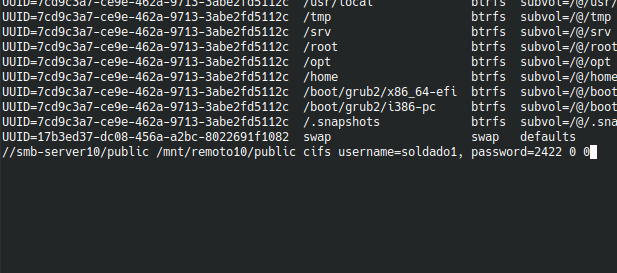 UUID=7cd9c3a7-ce9e-462a-9713-3abe2fd5112c /usr/local btrfs subvol=/@/usr/
UUID=7cd9c3a7-ce9e-462a-9713-3abe2fd5112c /tmp btrfs subvol=/@/tmp
UUID=7cd9c3a7-ce9e-462a-9713-3abe2fd5112c /srv btrfs subvol=/@/srv
UUID=7cd9c3a7-ce9e-462a-9713-3abe2fd5112c /root btrfs subvol=/@/root
UUID=7cd9c3a7-ce9e-462a-9713-3abe2fd5112c /opt btrfs subvol=/@/opt
UUID=7cd9c3a7-ce9e-462a-9713-3abe2fd5112c /home btrfs subvol=/@/home
UUID=7cd9c3a7-ce9e-462a-9713-3abe2fd5112c /boot/grub2/x86_64-efi btrfs subvol=/@/boot
UUID=7cd9c3a7-ce9e-462a-9713-3abe2fd5112c /boot/grub2/i386-pc btrfs subvol=/@/boot
UUID=7cd9c3a7-ce9e-462a-9713-3abe2fd5112c /.snapshots btrfs subvol=/@/.sna
UUID=17b3ed37-dc08-456a-a2bc-8022691f1082 swap swap defaults
//smb-server10/public /mnt/remoto10/public cifs username=soldado1, password=2422 0 0